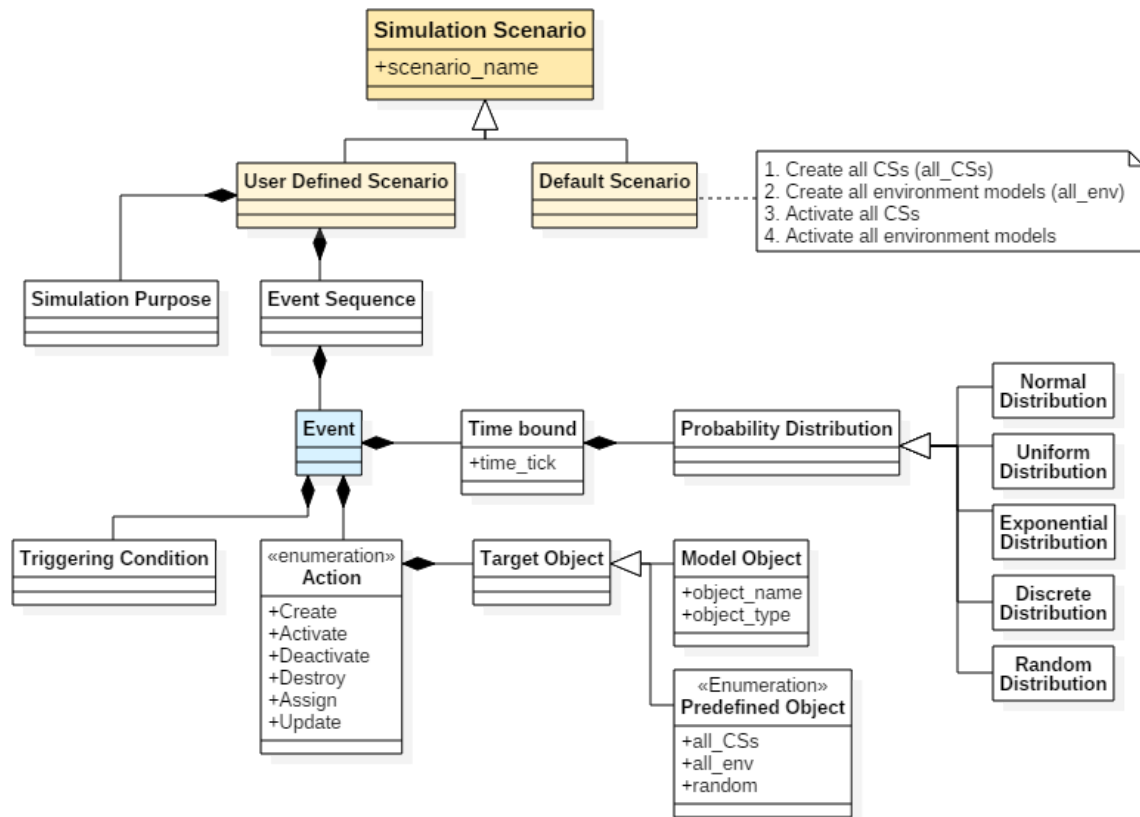 Simulation Scenario
+scenario_name
User Defined Scenario
Default Scenario
1. Create all CSs (all_CSs)
2. Create all environment models (all_env)
3. Activate all CSs
4. Activate all environment models
Simulation Purpose
Event Sequence
Event
Time bound
+time_tick
Probability Distribution
Normal
Distribution
Uniform
Distribution
Exponential
Distribution
Discrete
Distribution
Random
Distribution
Triggering Condition
«enumeration»
Action
+Create
+Activate
+Deactivate
+Destroy
+Assign
+Update
Target Object
Model Object
+object_name
+object_type
«Enumeration»
Predefined Object
+all_CSs
+all_env
+random